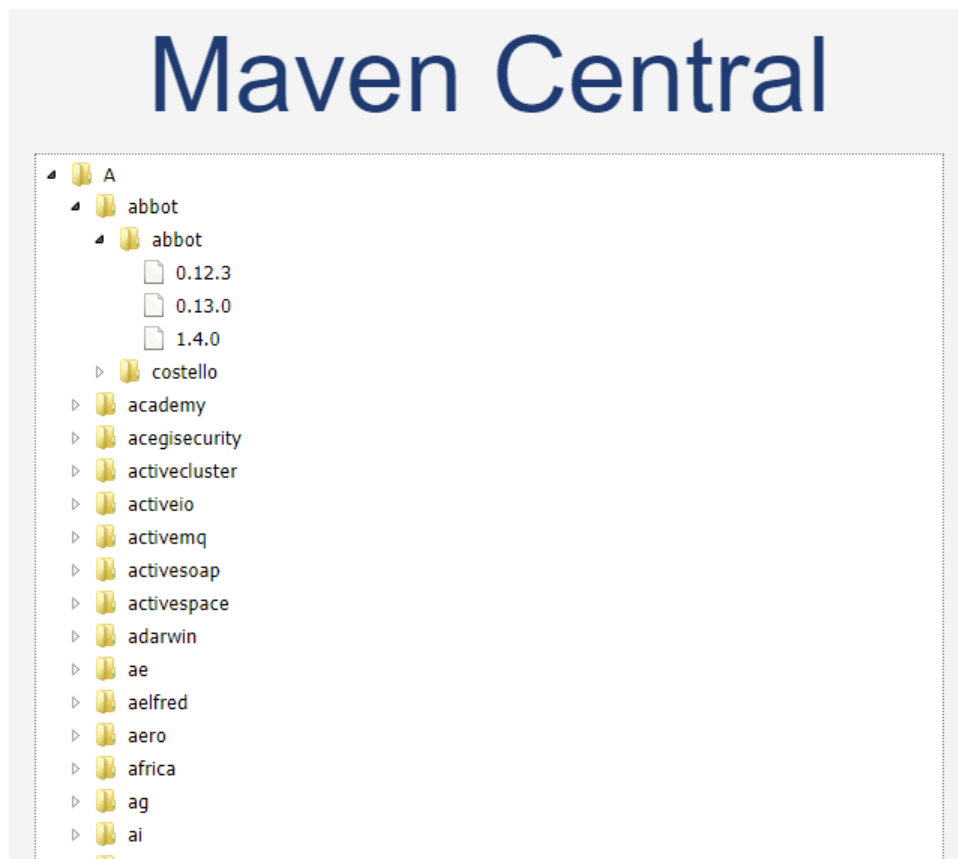 Maven Central
A
abbot
abbot
0.12.3
0.13.0
1.4.0
costello
academy
acegisecurity
activecluster
activeio
activemq
activesoap
activespace
adarwin
ae
aelfred
aero
africa
ag
ai